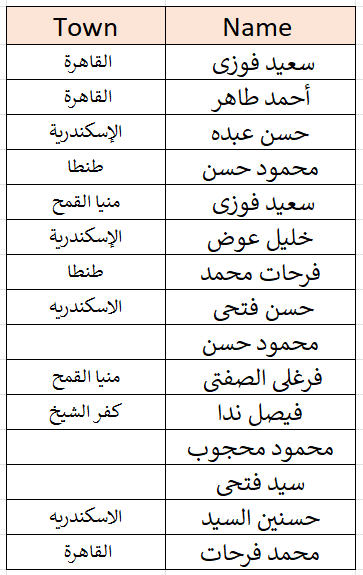 Name Town
سعيد فوزى القاهرة
أحمد طاهر القاهرة
حسن عبده الإسكندرية
محمود حسن طنطا
سعيد فوزى منيا القمح
خليل عوض الإسكندرية
فرحات محمد طنطا
حسن فتحى الاسكندريه
محمود حسن
فرغلى الصفتى منيا القمح
فيصل ندا كفر الشيخ
محمود محجوب
سيد فتحى
حسنين السيد الاسكندريه
محمد فرحات القاهرة